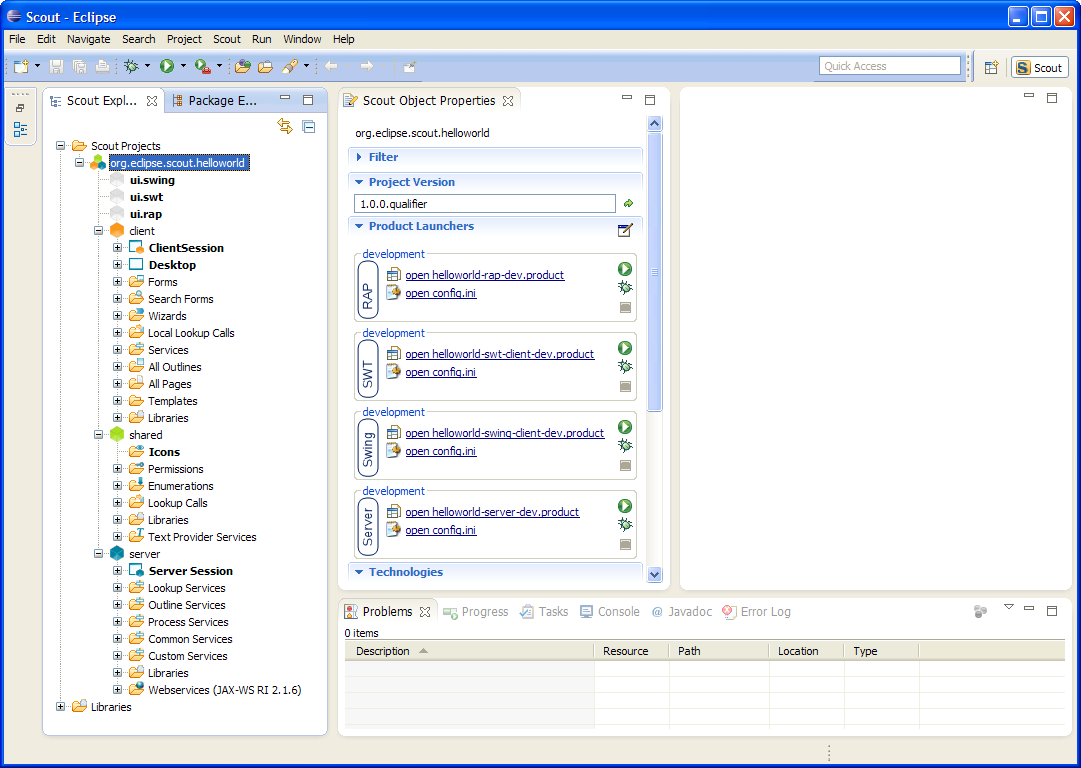 Scout - Eclipse
File Edit Navigate Search Project Scout Run Window Help
Quick Access
Scout
Scout Expl...
Package E...
Scout Projects
org.eclipse.scout.helloworld
ui.swing
ui.swt
ui.rap
client
ClientSession
Desktop
Forms
Search Forms
Wizards
Local Lookup Calls
Services
All Outlines
All Pages
Templates
Libraries
shared
Icons
Permissions
Enumerations
Lookup Calls
Libraries
Text Provider Services
server
Server Session
Lookup Services
Outline Services
Process Services
Common Services
Custom Services
Libraries
Webservices (JAX-WS RI 2.1.6)
Libraries
Scout Object Properties
org.eclipse.scout.helloworld
Filter
Project Version
1.0.0.qualifier
Product Launchers
development
RAP
open helloworld-rap-dev.product
open config.ini
development
SWT
open helloworld-swt-client-dev.product
open config.ini
development
Swing
open helloworld-swing-client-dev.product
open config.ini
development
Server
open helloworld-server-dev.product
open config.ini
Technologies
Problems Progress Tasks Console @ Javadoc Error Log
0 items
Description Resource Path Location Type